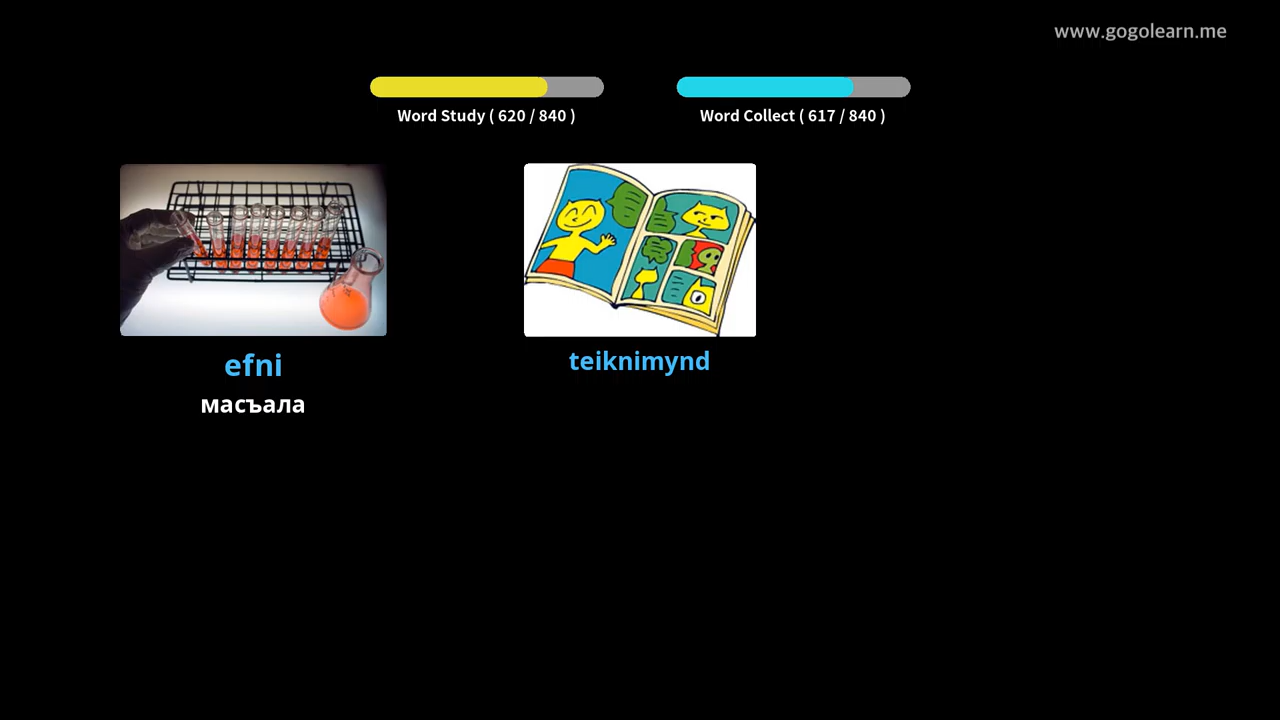 www.gogolearn.me
Word Study ( 620 / 840 )
Word Collect ( 617 / 840 )
efni
масъала
teiknimynd